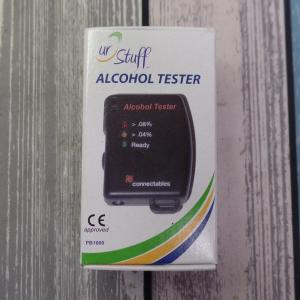 ur
Stuff
ALCOHOL TESTER
Alcohol Tester
> .08%
> .04%
Ready
connectables
CE
approved
PB1000